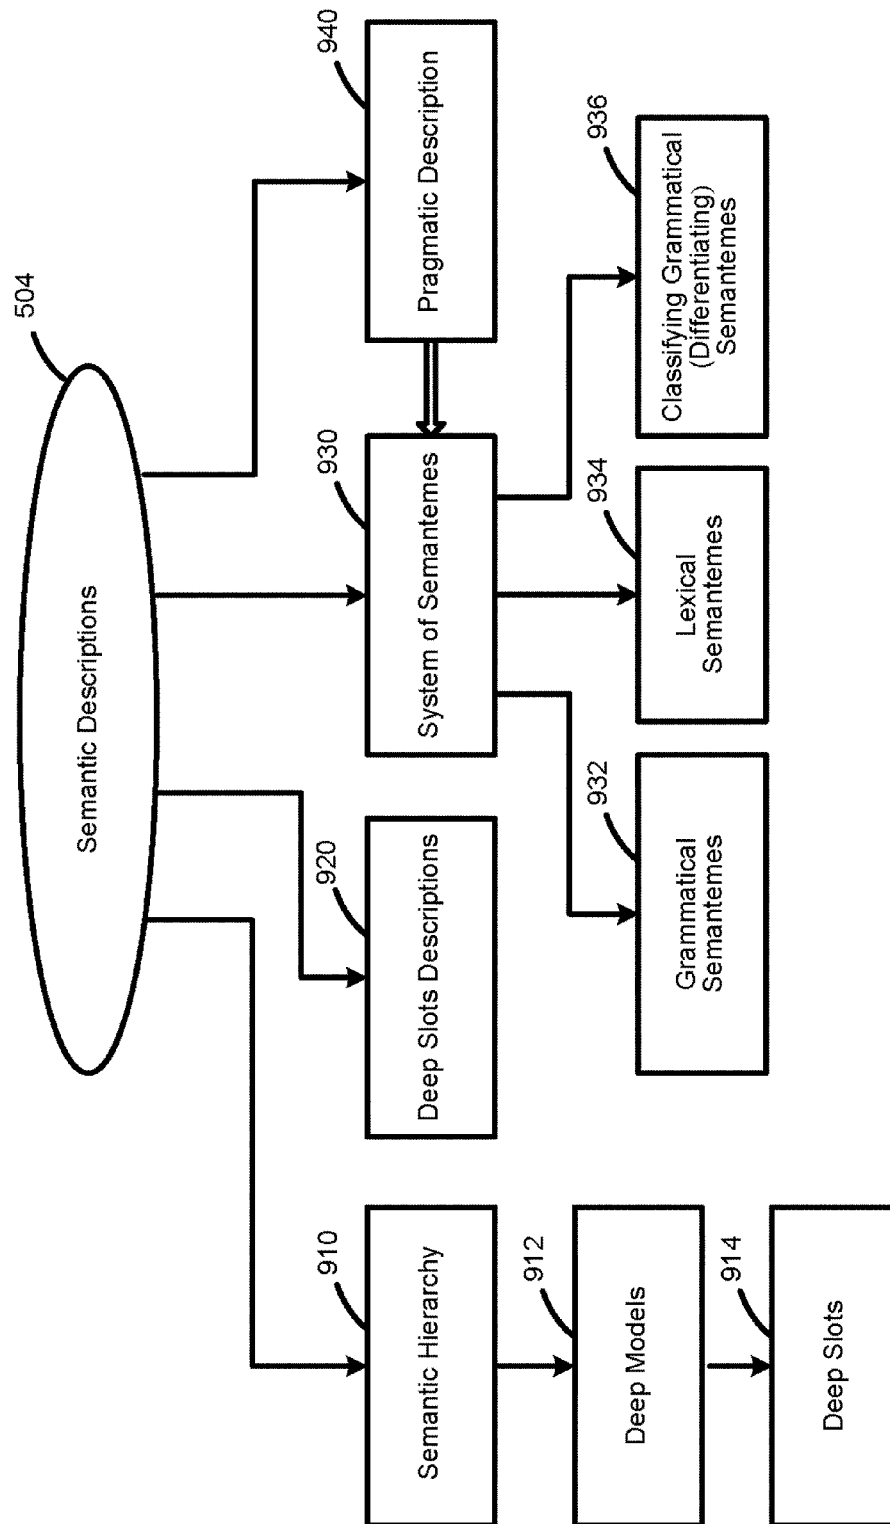 504
Semantic Descriptions
910
Semantic Hierarchy
920
Deep Slots Descriptions
930
System of Semantemes
940
Pragmatic Description
912
Deep Models
932
Grammatical
Semantemes
934
Lexical
Semantemes
936
Classifying Grammatical
(Differentiating)
Semantemes
914
Deep Slots